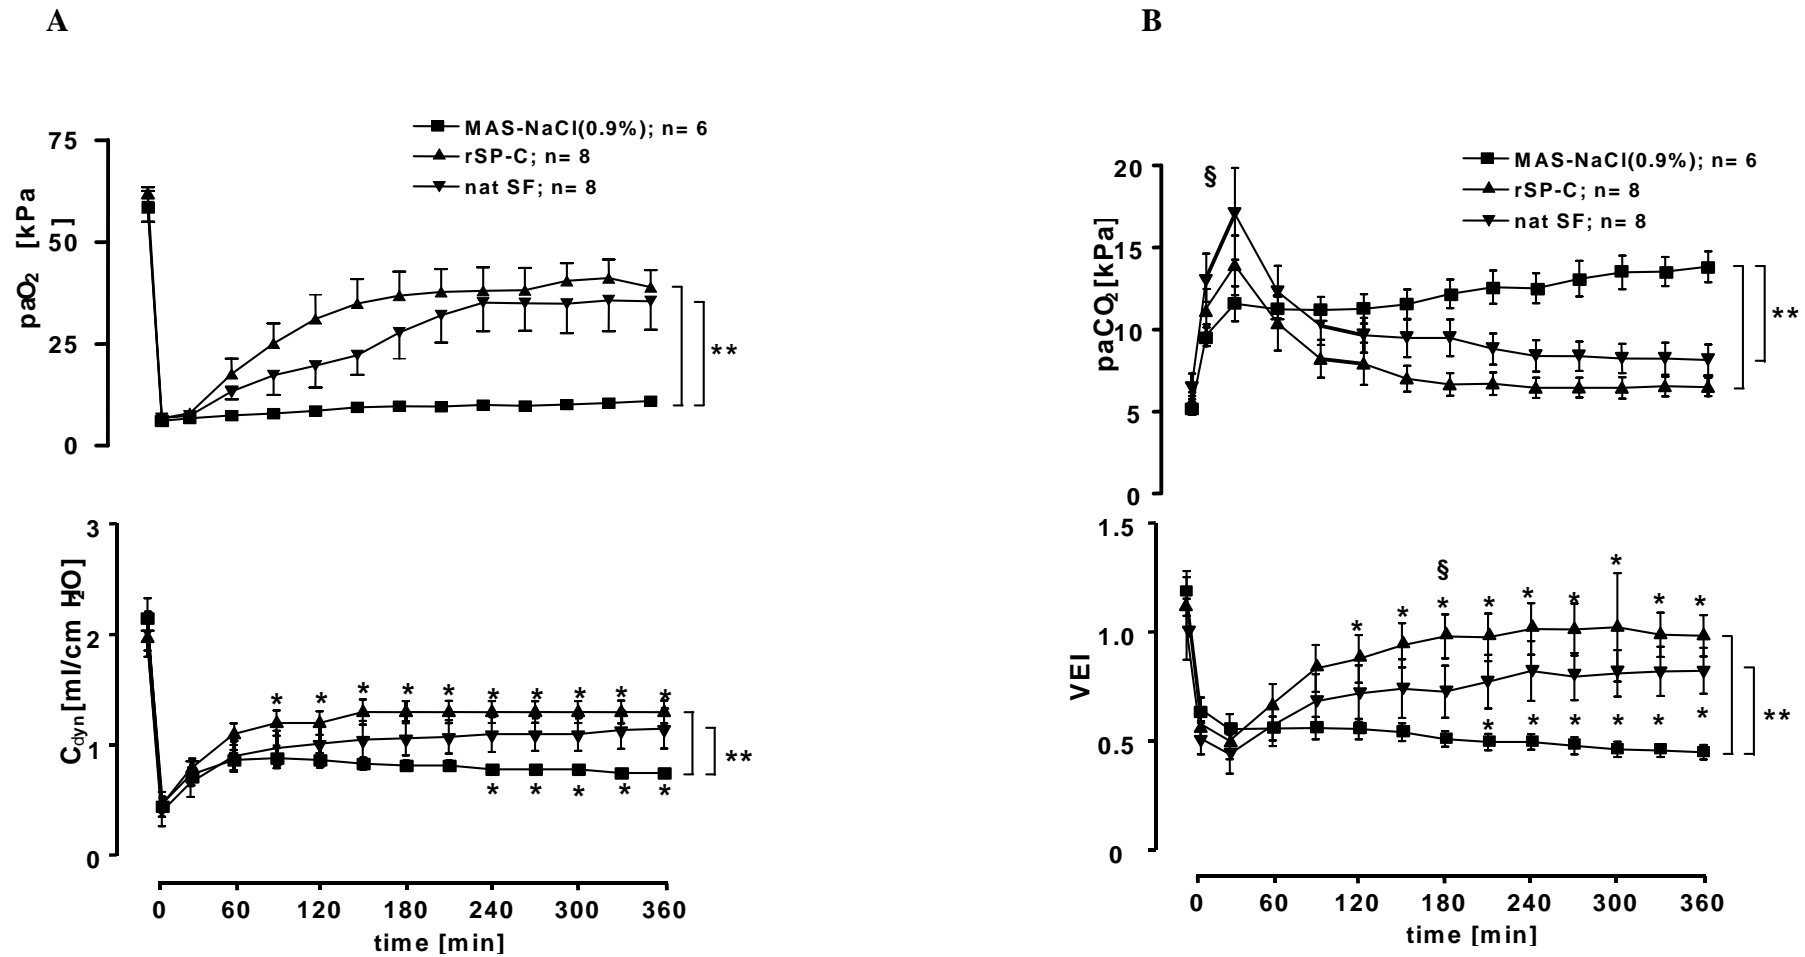 A
B
MAS-NaCl(0.9%); n= 6
rSP-C; n= 8
nat SF; n= 8
75
50
25
0
paO2 [kPa]
**
MAS-NaCl(0.9%); n= 6
rSP-C; n= 8
nat SF; n= 8
§
20
15
10
5
0
paCO2[kPa]
**
3
2
1
0
Cdyn[ml/cm H2O]
* * * * * * * * * *
* * * * *
**
0 60 120 180 240 300 360
time [min]
1.5
1.0
0.5
0
VEI
§
* * * * * * * * *
* * * * * *
**
0 60 120 180 240 300 360
time [min]